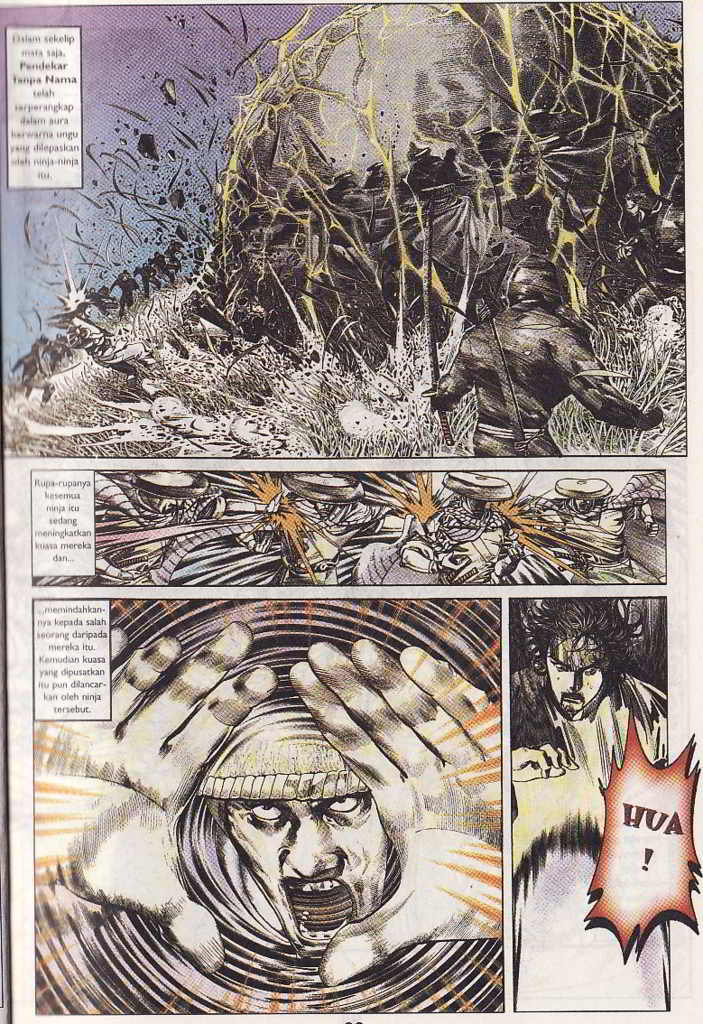 Dalam sekelip
mata saja,
Pendekar
Tanpa Nama
telah
terperangkap
dalam aura
berwarna ungu
yang dilepaskan
oleh ninja-ninja
itu.
Rupa-rupanya
kesemua
ninja itu
sedang
meningkatkan
kuasa mereka
dan...
...memindahkan-
nya kepada salah
seorang daripada
mereka itu.
Kemudian kuasa
yang dipusatkan
itu pun dilancar-
kan oleh ninja
tersebut.
HUA
!